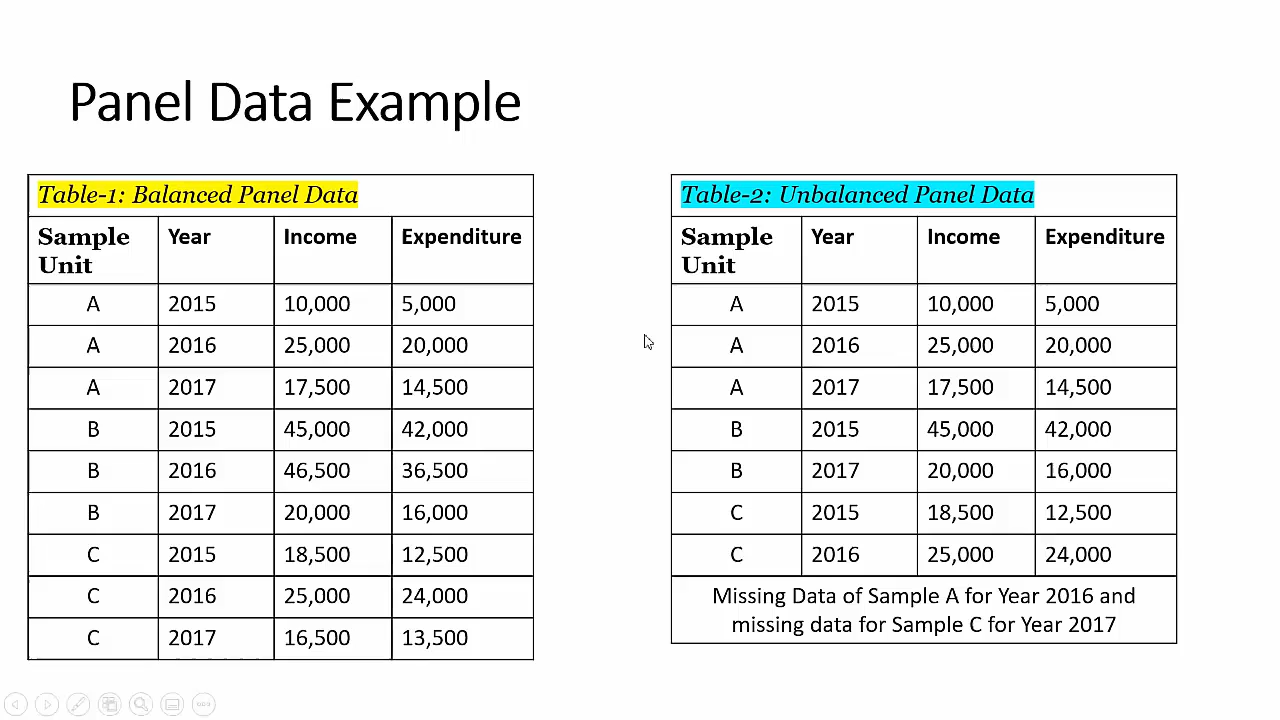 Panel Data Example
Table-1: Balanced Panel Data
Sample Unit Year Income Expenditure
A 2015 10,000 5,000
A 2016 25,000 20,000
A 2017 17,500 14,500
B 2015 45,000 42,000
B 2016 46,500 36,500
B 2017 20,000 16,000
C 2015 18,500 12,500
C 2016 25,000 24,000
C 2017 16,500 13,500
Table-2: Unbalanced Panel Data
Sample Unit Year Income Expenditure
A 2015 10,000 5,000
A 2016 25,000 20,000
A 2017 17,500 14,500
B 2015 45,000 42,000
B 2017 20,000 16,000
C 2015 18,500 12,500
C 2016 25,000 24,000
Missing Data of Sample A for Year 2016 and
missing data for Sample C for Year 2017